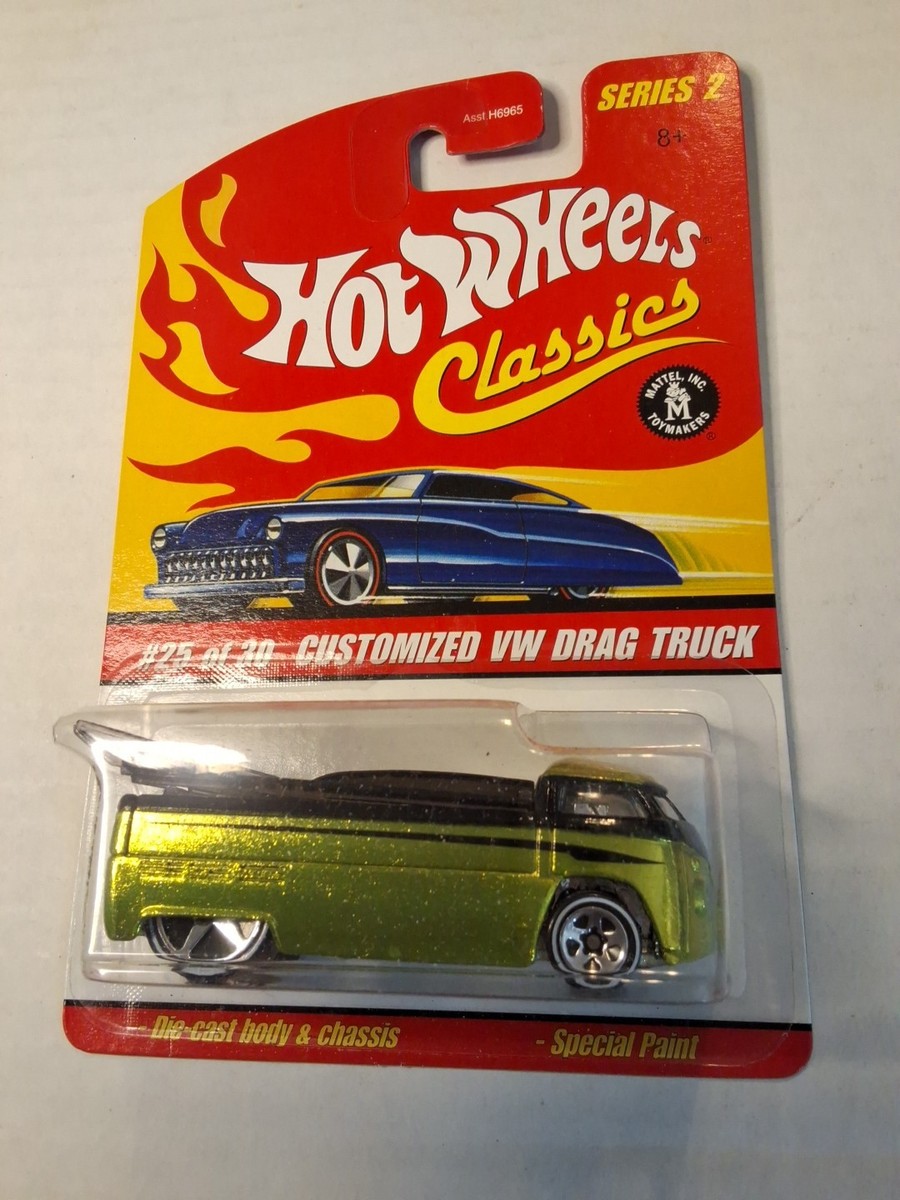 Asst H6965
SERIES 2
8+
HOT WHEELS
Classics
MATTEL, INC.
M
TOYMAKERS
®
#25 of 30 CUSTOMIZED VW DRAG TRUCK
- Die-cast body & chassis
- Special Paint